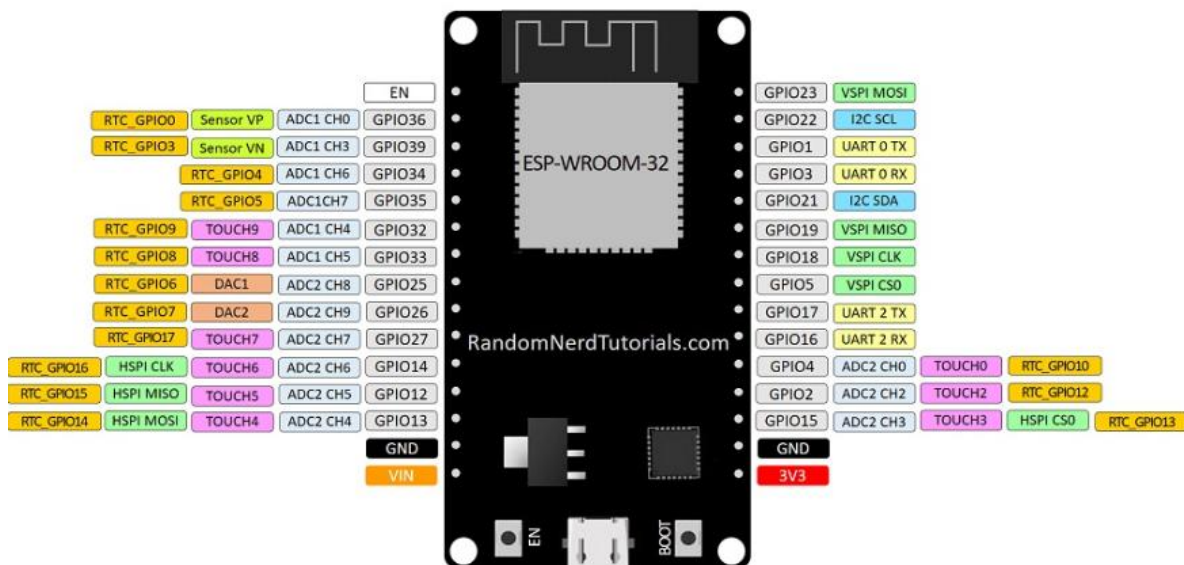 EN GPIO23 VSPI MOSI
RTC_GPIO0 Sensor VP ADC1 CH0 GPIO36 GPIO22 I2C SCL
RTC_GPIO3 Sensor VN ADC1 CH3 GPIO39 GPIO1 UART 0 TX
RTC_GPIO4 ADC1 CH6 GPIO34 ESP-WROOM-32 GPIO3 UART 0 RX
RTC_GPIO5 ADC1CH7 GPIO35 GPIO21 I2C SDA
RTC_GPIO9 TOUCH9 ADC1 CH4 GPIO32 GPIO19 VSPI MISO
RTC_GPIO8 TOUCH8 ADC1 CH5 GPIO33 GPIO18 VSPI CLK
RTC_GPIO6 DAC1 ADC2 CH8 GPIO25 GPIO5 VSPI CS0
RTC_GPIO7 DAC2 ADC2 CH9 GPIO26 GPIO17 UART 2 TX
RTC_GPIO17 TOUCH7 ADC2 CH7 GPIO27 RandomNerdTutorials.com GPIO16 UART 2 RX
RTC_GPIO16 HSPI CLK TOUCH6 ADC2 CH6 GPIO14 GPIO4 ADC2 CH0 TOUCH0 RTC_GPIO10
RTC_GPIO15 HSPI MISO TOUCH5 ADC2 CH5 GPIO12 GPIO2 ADC2 CH2 TOUCH2 RTC_GPIO12
RTC_GPIO14 HSPI MOSI TOUCH4 ADC2 CH4 GPIO13 GPIO15 ADC2 CH3 TOUCH3 HSPI CS0 RTC_GPIO13
GND GND
VIN 3V3
EN BOOT